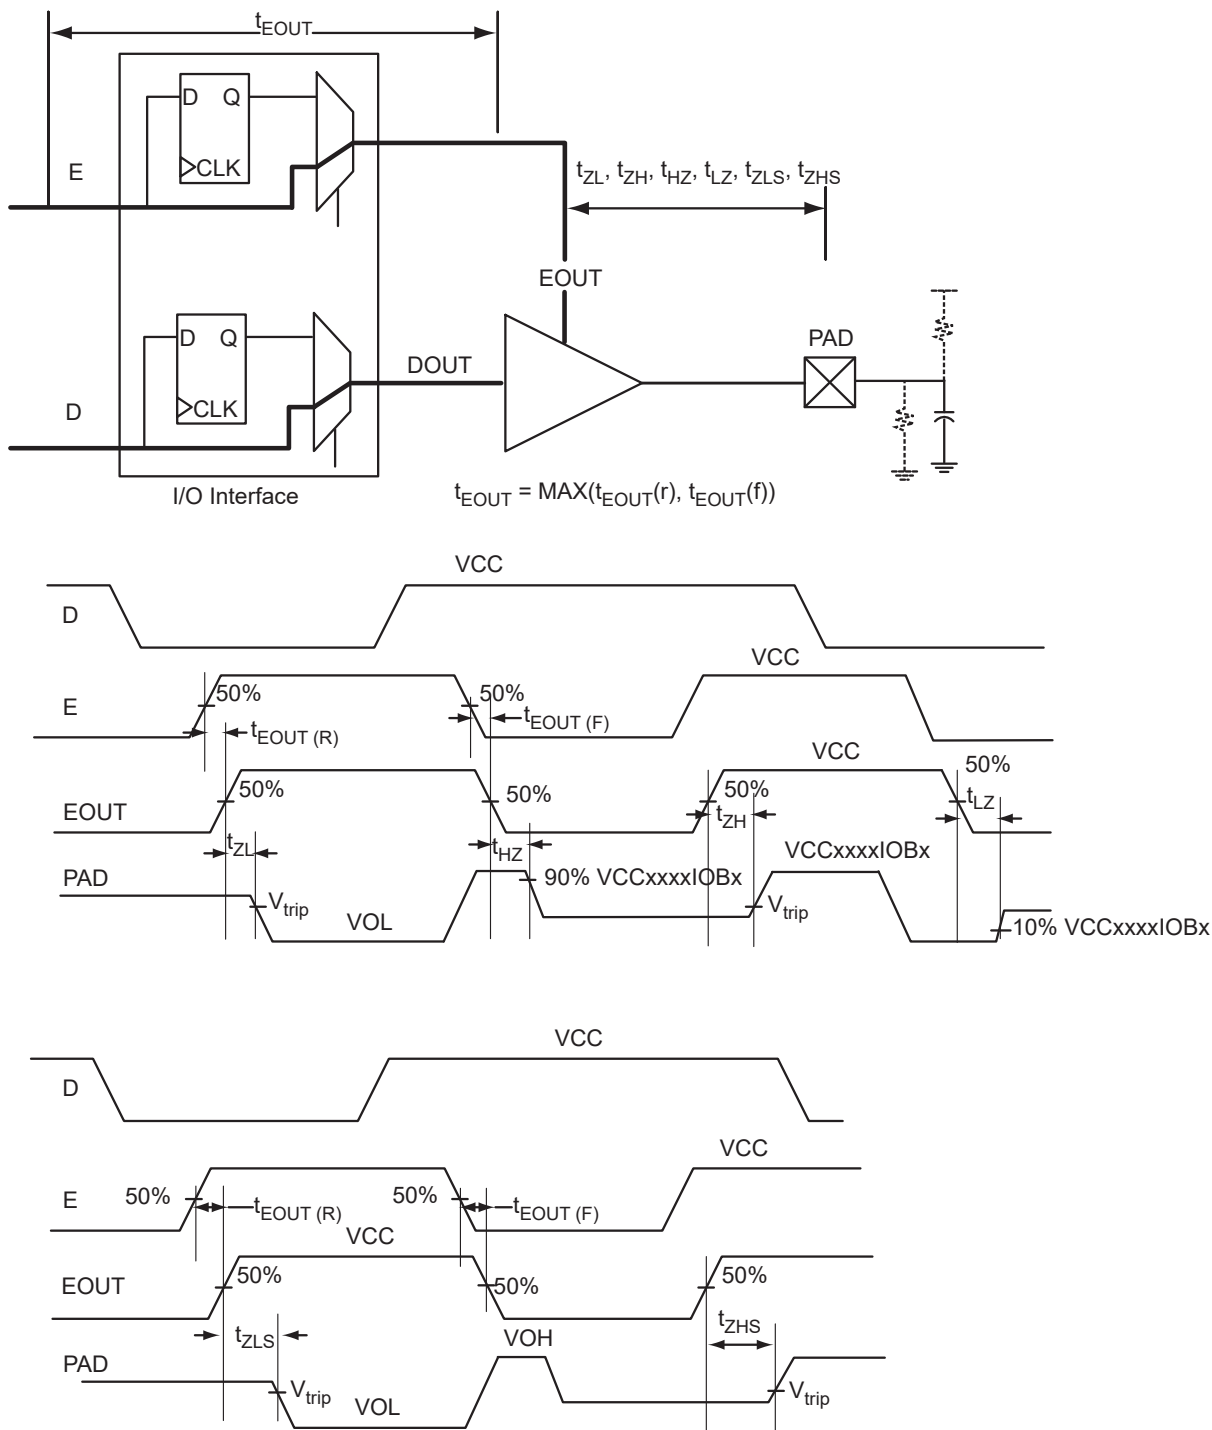 tEOUT
D Q
CLK
E
tZL, tZH, tHZ, tLZ, tZLS, tZHS
EOUT
D Q
CLK
DOUT
PAD
D
I/O Interface
tEOUT = MAX(tEOUT(r), tEOUT(f))
VCC
D
VCC
E
50%
50%
tEOUT (R)
tEOUT (F)
VCC
50%
EOUT
50%
50%
50%
tZL
tHZ
tZH
tLZ
PAD
Vtrip
VOL
90% VCCxxxxIOBx
VCCxxxxIOBx
Vtrip
10% VCCxxxxIOBx
VCC
D
VCC
E
50%
50%
tEOUT (R)
tEOUT (F)
VCC
EOUT
50%
50%
50%
tZLS
tZHS
PAD
VOH
Vtrip
VOL
Vtrip